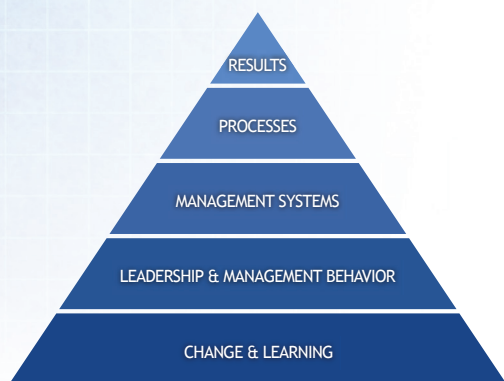 RESULTS
PROCESSES
MANAGEMENT SYSTEMS
LEADERSHIP & MANAGEMENT BEHAVIOR
CHANGE & LEARNING